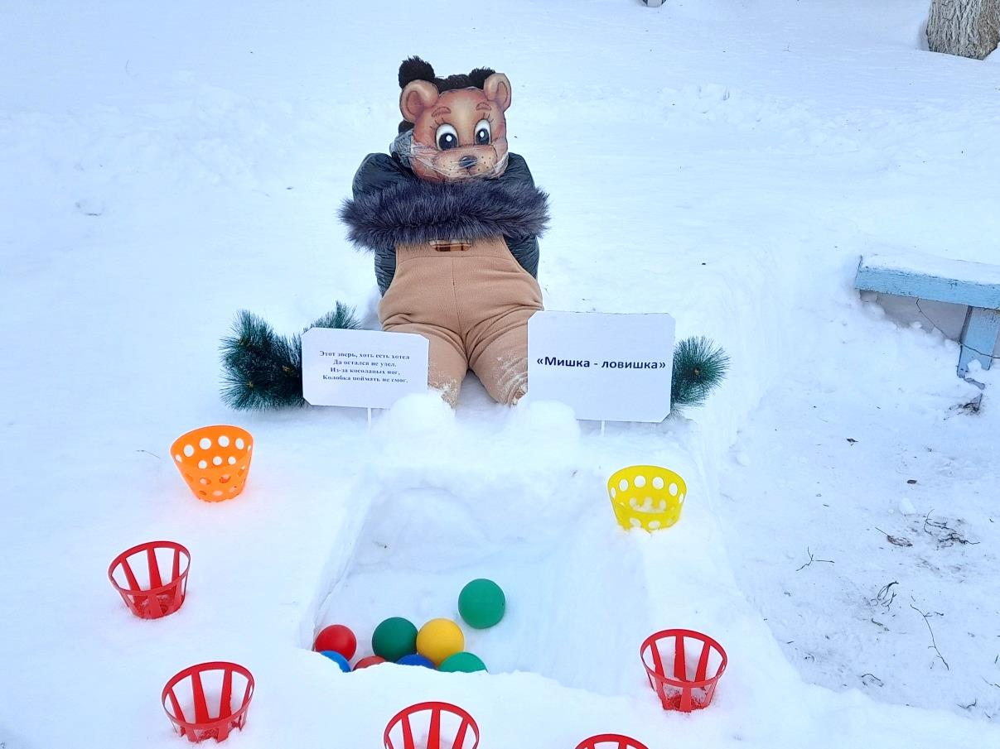 Этот зверь, хоть есть хотел
Да остался не удел.
Из-за косолапых ног,
Колобка поймать не смог.
«Мишка - ловишка»